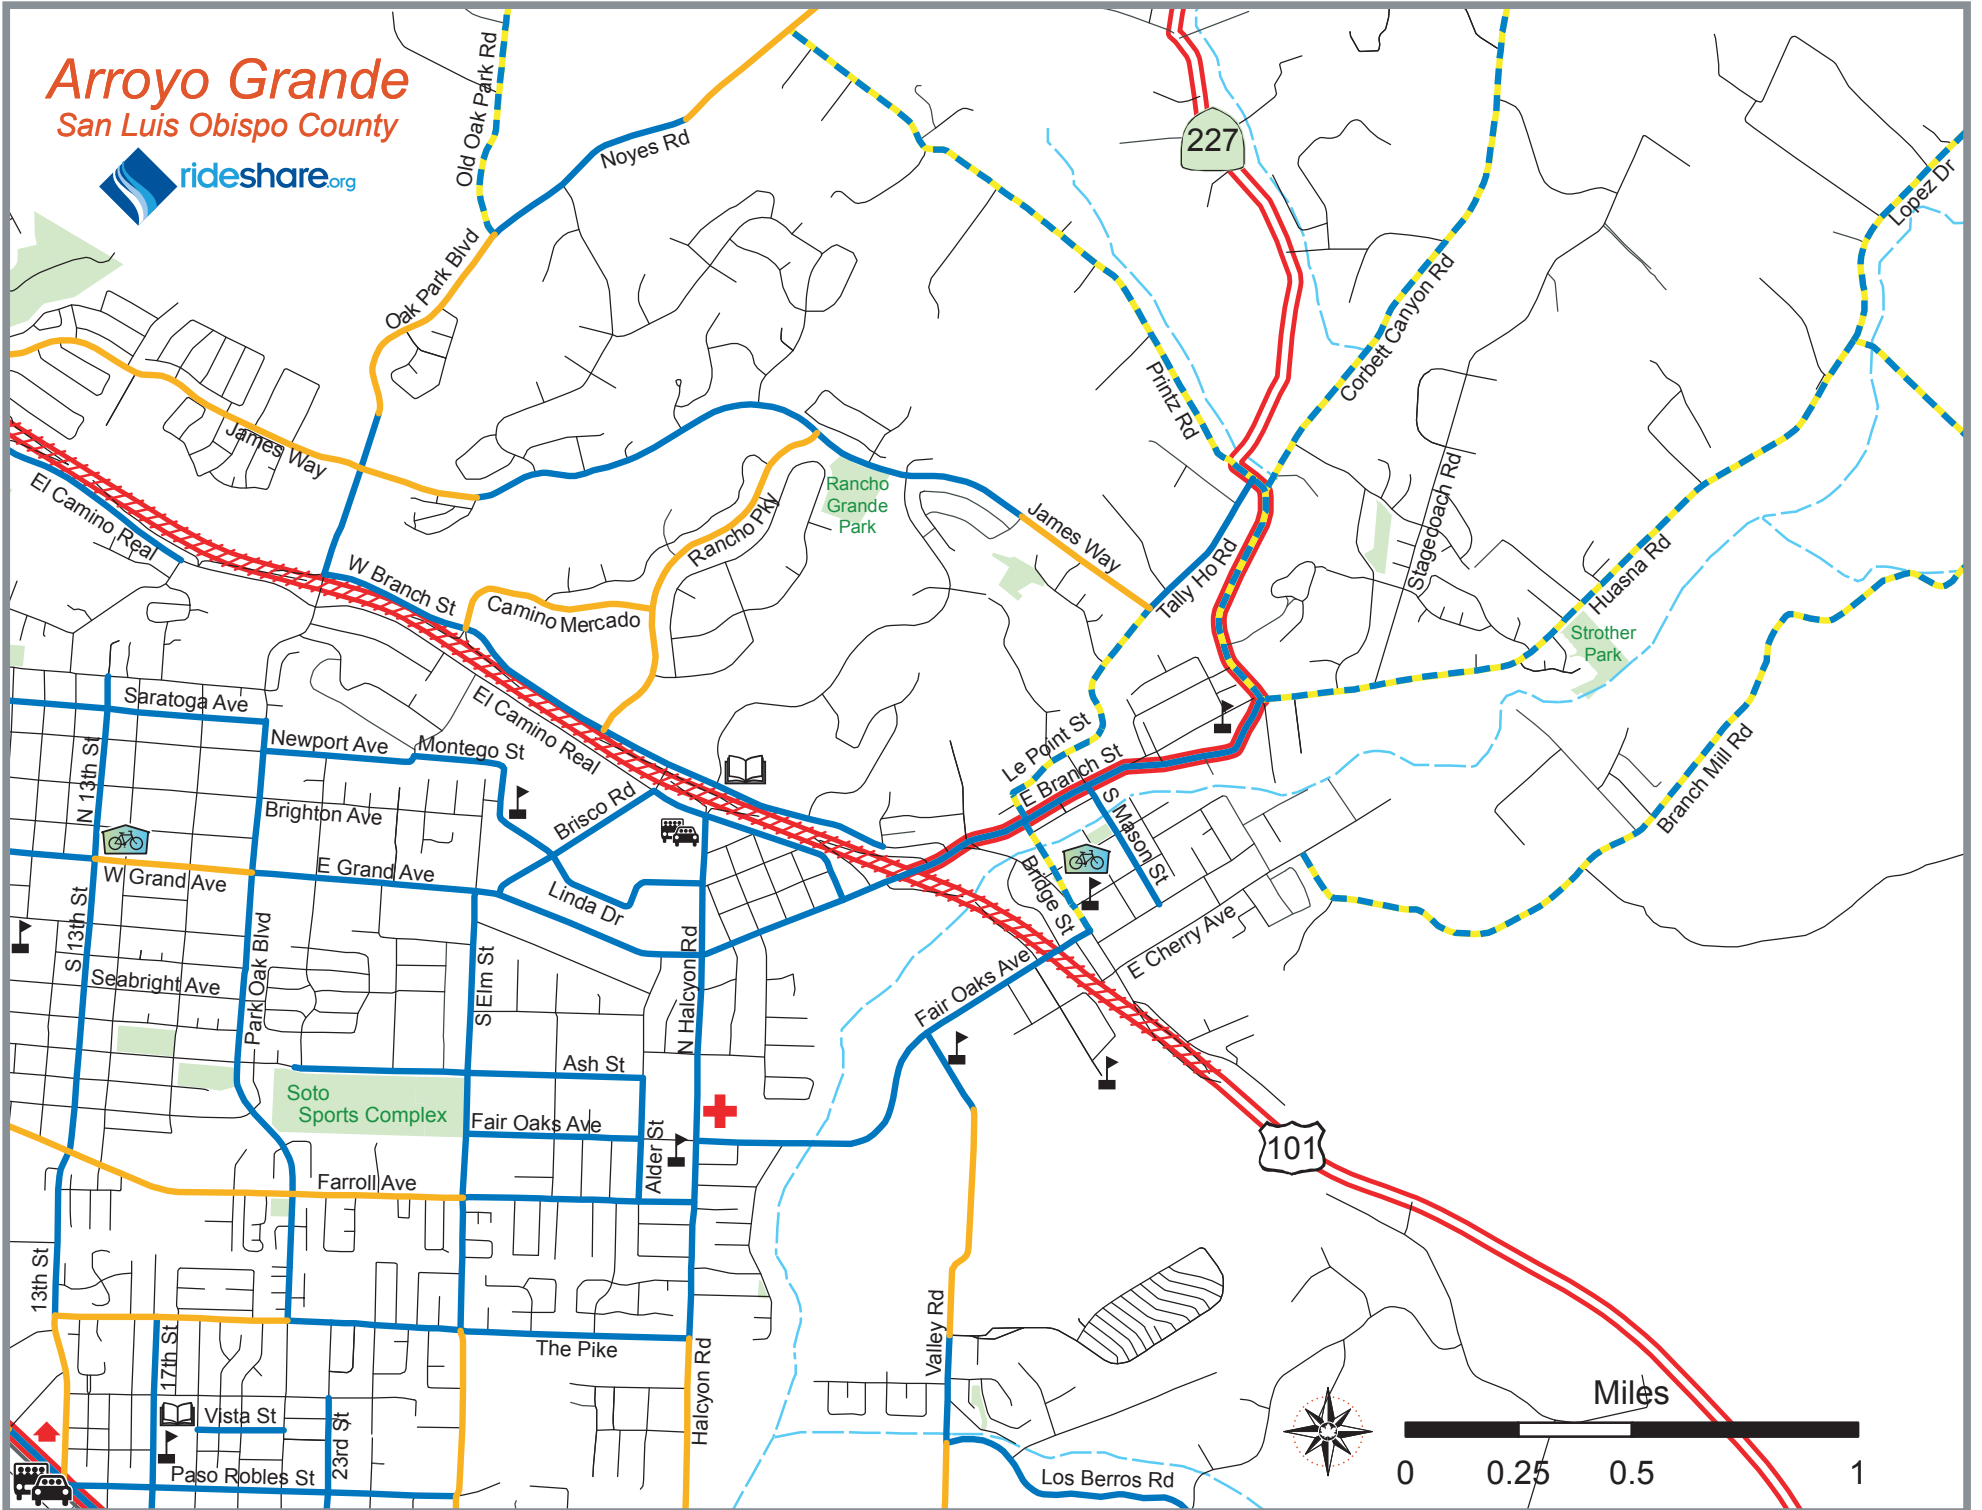 Arroyo Grande
San Luis Obispo County
rideshare.org
Old Oak Park Rd
Noyes Rd
227
Lopez Dr
Oak Park Blvd
Corbett Canyon Rd
Printz Rd
James Way
El Camino Real
Rancho
Grande
Park
Rancho Pky
James Way
Stagecoach Rd
Tally Ho Rd
Huasna Rd
W Branch St
Camino Mercado
Strother
Park
Saratoga Ave
El Camino Real
Newport Ave
Montego St
Le Point St
E Branch St
Branch Mill Rd
N 13th St
Brighton Ave
Brisco Rd
S Mason St
W Grand Ave
E Grand Ave
Linda Dr
Bridge St
S 13th St
Park Oak Blvd
S Elm St
N Halcyon Rd
E Cherry Ave
Seabright Ave
Fair Oaks Ave
Ash St
Soto
Sports Complex
Fair Oaks Ave
Alder St
101
Farroll Ave
13th St
The Pike
Valley Rd
17th St
Halcyon Rd
Vista St
23rd St
Paso Robles St
Los Berros Rd
Miles
0 0.25 0.5 1